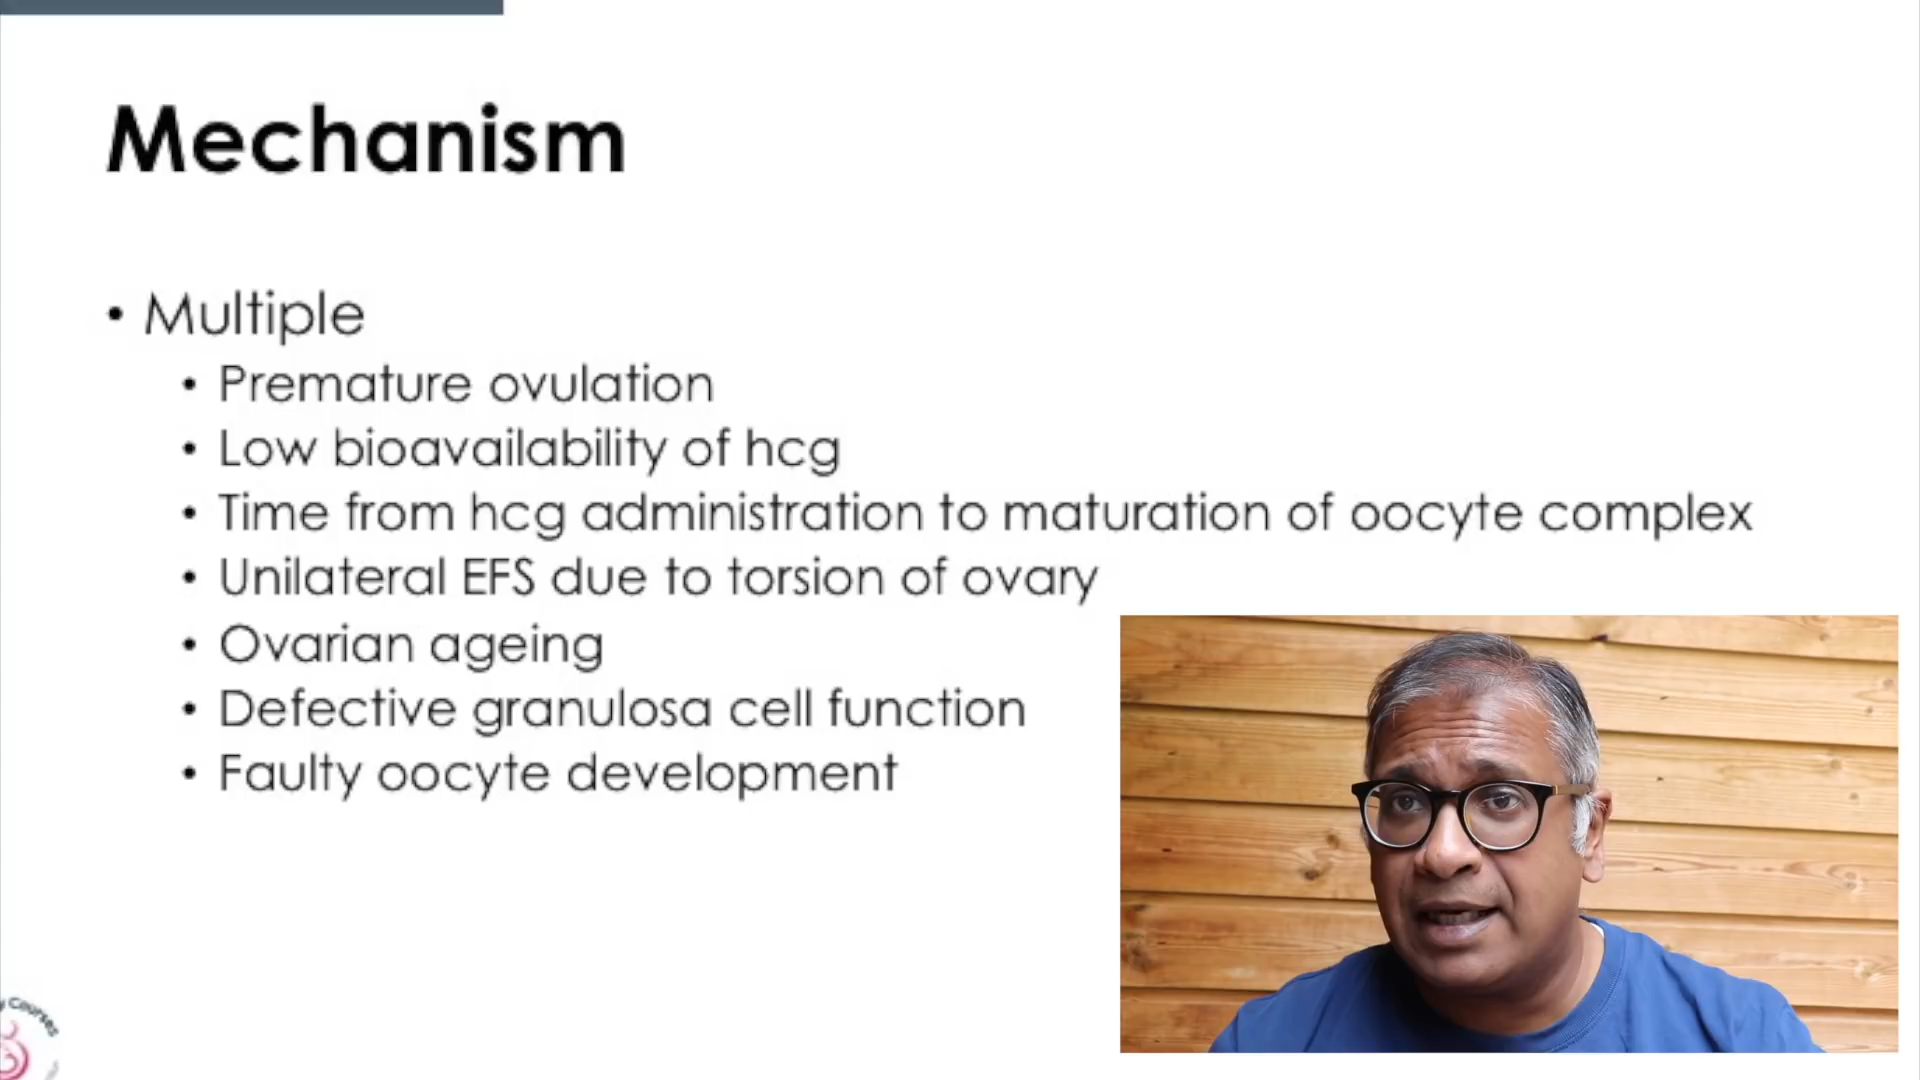 Mechanism
• Multiple
• Premature ovulation
• Low bioavailability of hcg
• Time from hcg administration to maturation of oocyte complex
• Unilateral EFS due to torsion of ovary
• Ovarian ageing
• Defective granulosa cell function
• Faulty oocyte development
Courses